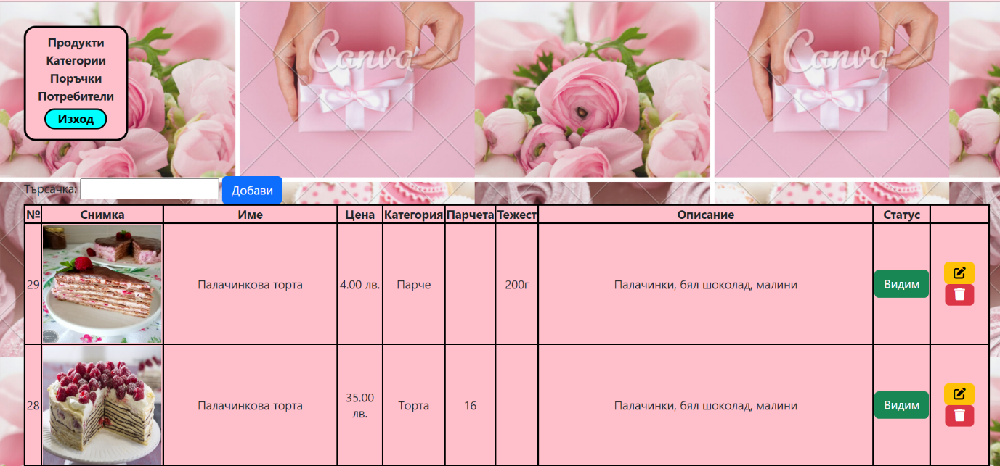 Canva Canva
Продукти
Категории
Поръчки
Потребители
Изход
Търсачка: Добави
№ Снимка Име Цена Категория Парчета Тежест Описание Статус
29 Палачинкова торта 4.00 лв. Парче 200г Палачинки, бял шоколад, малини Видим
28 Палачинкова торта 35.00 Торта 16 Палачинки, бял шоколад, малини Видим
лв.